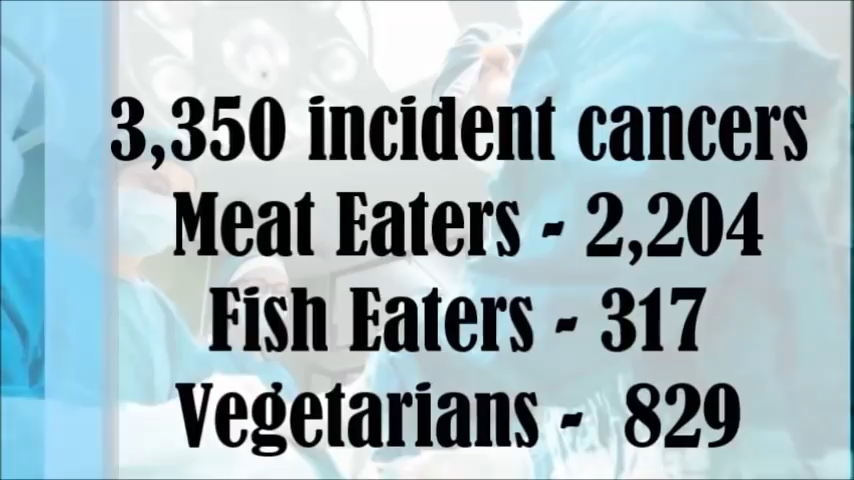 3,350 incident cancers
Meat Eaters - 2,204
Fish Eaters - 317
Vegetarians - 829